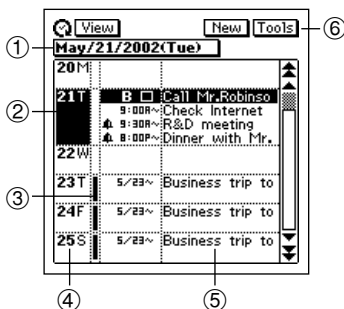 View New Tools ⑥
① May/21/2002(Tue)
20M
② 21T B Call Mr.Robinso
9:00A~ Check Internet
9:30A~ R&D meeting
8:00P~ Dinner with Mr.
22W
③ 23T 5/23~ Business trip to
24F 5/23~ Business trip to
25S 5/23~ Business trip to
④ ⑤